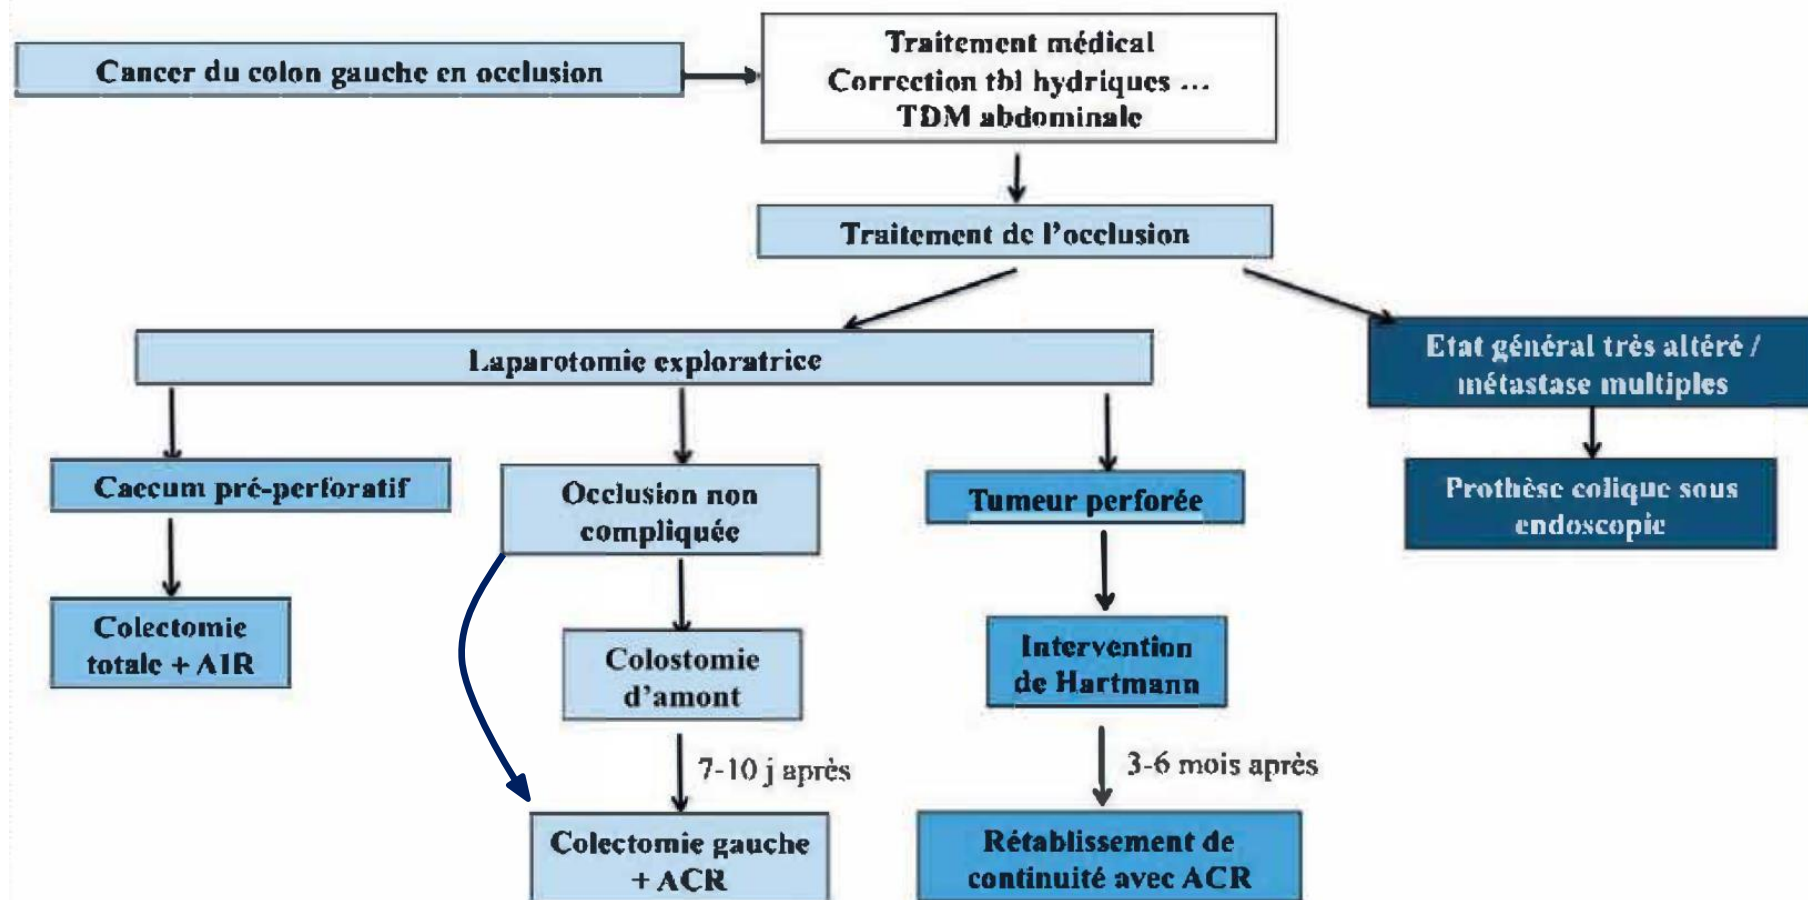 Cancer du colon gauche en occlusion
Traitement médical
Correction tbl hydriques ...
TDM abdominale
Traitement de l'occlusion
Laparotomie exploratrice
Etat général très altéré /
métastase multiples
Caecum pré-perforatif
Occlusion non
compliquée
Tumeur perforée
Prothèse colique sous
endoscopie
Colectomie
totale + AIR
Colostomie
d'amont
Intervention
de Hartmann
7-10 j après
3-6 mois après
Colectomie gauche
+ ACR
Rétablissement de
continuité avec ACR